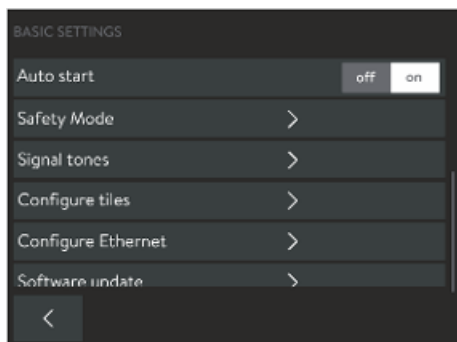 BASIC SETTINGS
Auto start off on
Safety Mode
Signal tones
Configure tiles
Configure Ethernet
Software update